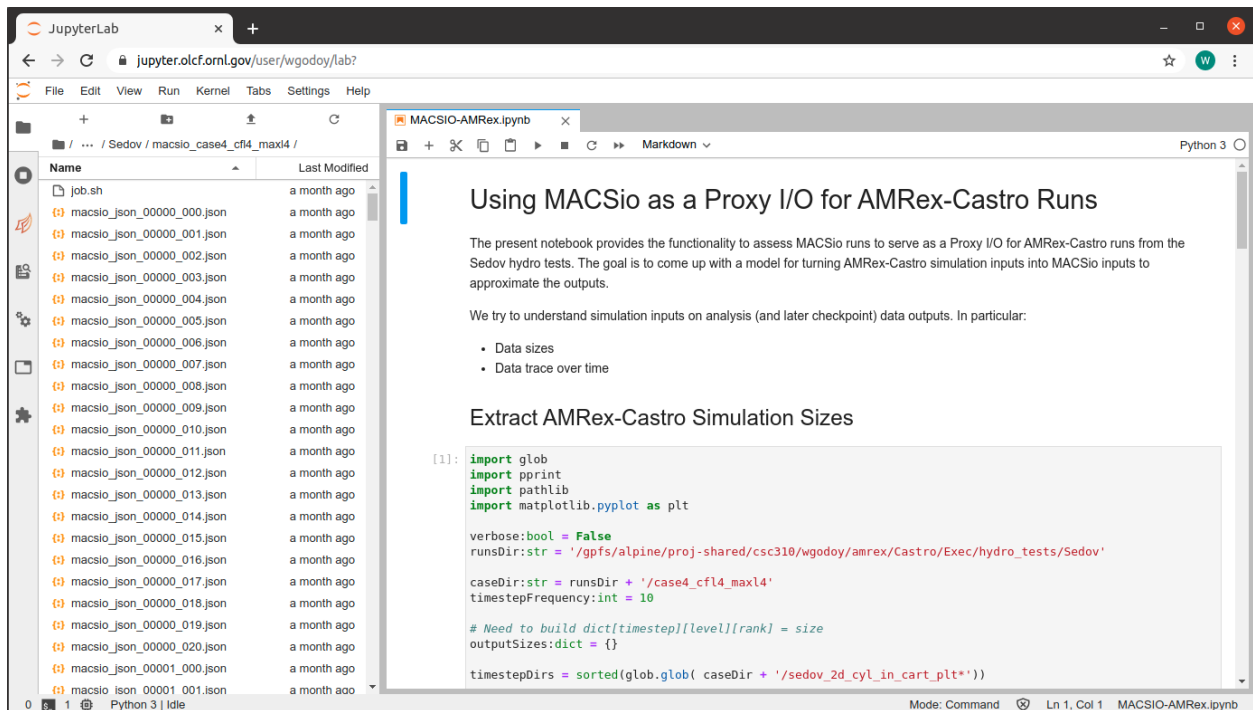 JupyterLab
jupyter.olcf.ornl.gov/user/wgodoy/lab?
W
File Edit View Run Kernel Tabs Settings Help
/ ··· / Sedov / macsio_case4_cfl4_maxl4 /
Name Last Modified
job.sh a month ago
macsio_json_00000_000.json a month ago
macsio_json_00000_001.json a month ago
macsio_json_00000_002.json a month ago
macsio_json_00000_003.json a month ago
macsio_json_00000_004.json a month ago
macsio_json_00000_005.json a month ago
macsio_json_00000_006.json a month ago
macsio_json_00000_007.json a month ago
macsio_json_00000_008.json a month ago
macsio_json_00000_009.json a month ago
macsio_json_00000_010.json a month ago
macsio_json_00000_011.json a month ago
macsio_json_00000_012.json a month ago
macsio_json_00000_013.json a month ago
macsio_json_00000_014.json a month ago
macsio_json_00000_015.json a month ago
macsio_json_00000_016.json a month ago
macsio_json_00000_017.json a month ago
macsio_json_00000_018.json a month ago
macsio_json_00000_019.json a month ago
macsio_json_00000_020.json a month ago
macsio_json_00001_000.json a month ago
macsio_json_00001_001.json a month ago
MACSIO-AMRex.ipynb
Markdown
Python 3
Using MACSio as a Proxy I/O for AMRex-Castro Runs
The present notebook provides the functionality to assess MACSio runs to serve as a Proxy I/O for AMRex-Castro runs from the
Sedov hydro tests. The goal is to come up with a model for turning AMRex-Castro simulation inputs into MACSio inputs to
approximate the outputs.
We try to understand simulation inputs on analysis (and later checkpoint) data outputs. In particular:
• Data sizes
• Data trace over time
Extract AMRex-Castro Simulation Sizes
[1]: import glob
import pprint
import pathlib
import matplotlib.pyplot as plt
verbose:bool = False
runsDir:str = '/gpfs/alpine/proj-shared/csc310/wgodoy/amrex/Castro/Exec/hydro_tests/Sedov'
caseDir:str = runsDir + '/case4_cfl4_maxl4'
timestepFrequency:int = 10
# Need to build dict[timestep][level][rank] = size
outputSizes:dict = {}
timestepDirs = sorted(glob.glob( caseDir + '/sedov_2d_cyl_in_cart_plt*'))
0 1 Python 3 | Idle Mode: Command Ln 1, Col 1 MACSIO-AMRex.ipynb